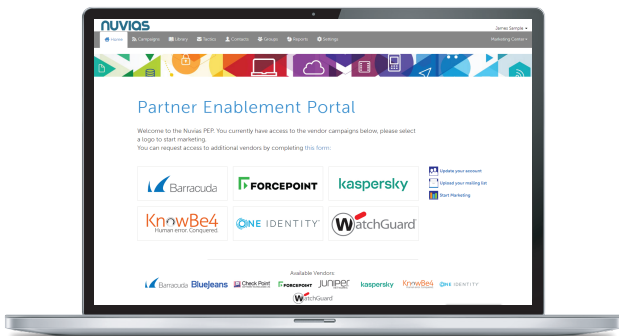 NUVIAS
James Sample
Home Campaigns Library Tactics Contacts Groups Reports Settings
Marketing Center
Partner Enablement Portal
Welcome to the Nuvias PEP. You currently have access to the vendor campaigns below, please select
a logo to start marketing.
You can request access to additional vendors by completing this form.
Barracuda FORCEPOINT kaspersky
Update your account
Upload your mailing list
Start Marketing
KnowBe4 ONE IDENTITY WatchGuard
Human error. Conquered.
Available Vendors
Barracuda BlueJeans Check Point FORCEPOINT JUNIPER kaspersky KnowBe4 ONE IDENTITY
WatchGuard